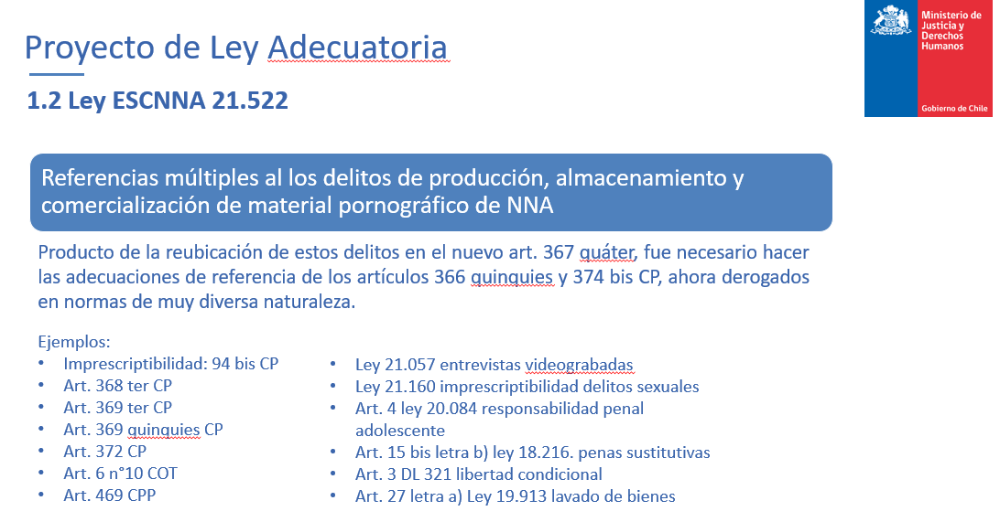 Proyecto de Ley Adecuatoria
Ministerio de
Justicia y
Derechos
Humanos
Gobierno de Chile
1.2 Ley ESCNNA 21.522
Referencias múltiples al los delitos de producción, almacenamiento y
comercialización de material pornográfico de NNA
Producto de la reubicación de estos delitos en el nuevo art. 367 quáter, fue necesario hacer
las adecuaciones de referencia de los artículos 366 quinquies y 374 bis CP, ahora derogados
en normas de muy diversa naturaleza.
Ejemplos:
• Imprescriptibilidad: 94 bis CP
• Art. 368 ter CP
• Art. 369 ter CP
• Art. 369 quinquies CP
• Art. 372 CP
• Art. 6 n°10 COT
• Art. 469 CPP
• Ley 21.057 entrevistas videograbadas
• Ley 21.160 imprescriptibilidad delitos sexuales
• Art. 4 ley 20.084 responsabilidad penal
adolescente
• Art. 15 bis letra b) ley 18.216. penas sustitutivas
• Art. 3 DL 321 libertad condicional
• Art. 27 letra a) Ley 19.913 lavado de bienes